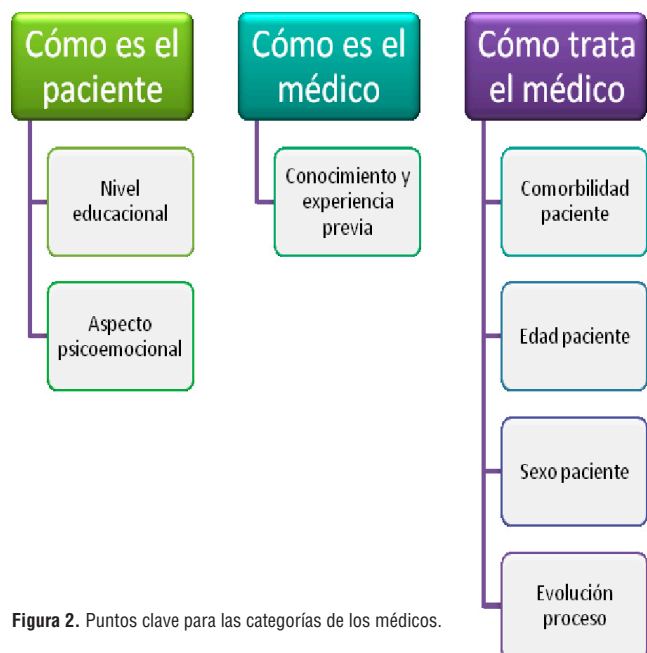 Cómo es el
paciente
Nivel
educacional
Aspecto
psicoemocional
Cómo es el
médico
Conocimiento y
experiencia
previa
Cómo trata
el médico
Comorbilidad
paciente
Edad paciente
Sexo paciente
Evolución
proceso
Figura 2. Puntos clave para las categorías de los médicos.